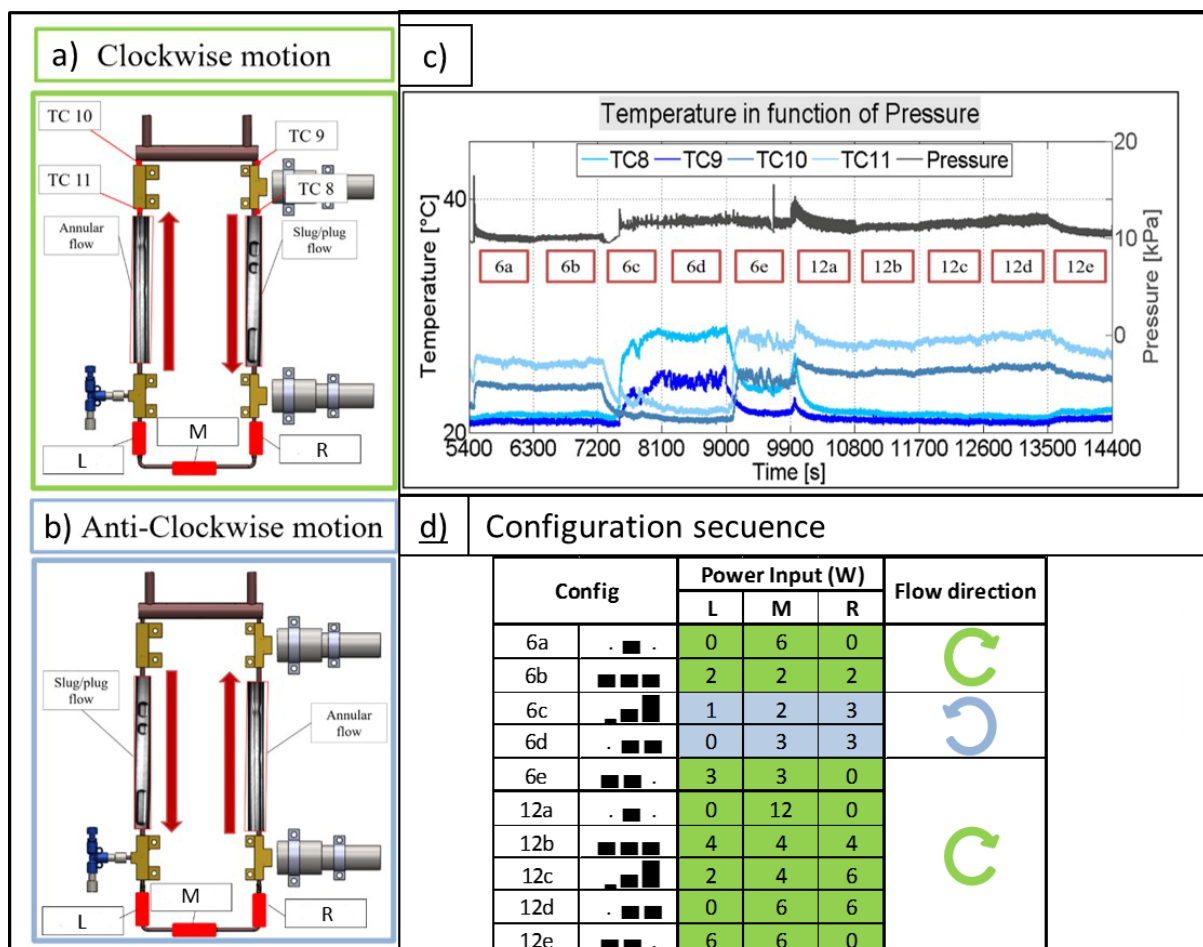 a) Clockwise motion
TC 10
TC 9
TC 11
TC 8
Annular
flow
Slug/plug
flow
M
L
R
b) Anti-Clockwise motion
Slug/plug
flow
Annular
flow
M
L
R
c)
Temperature in function of Pressure
TC8 TC9 TC10 TC11 Pressure
Temperature [°C]
40
20
Pressure [kPa]
20
10
0
6a 6b 6c 6d 6e 12a 12b 12c 12d 12e
5400 6300 7200 8100 9000 9900 10800 11700 12600 13500 14400
Time [s]
d) Configuration secuence
Config Power Input (W) Flow direction
L M R
6a 0 6 0
6b 2 2 2
6c 1 2 3
6d 0 3 3
6e 3 3 0
12a 0 12 0
12b 4 4 4
12c 2 4 6
12d 0 6 6
12e 6 6 0